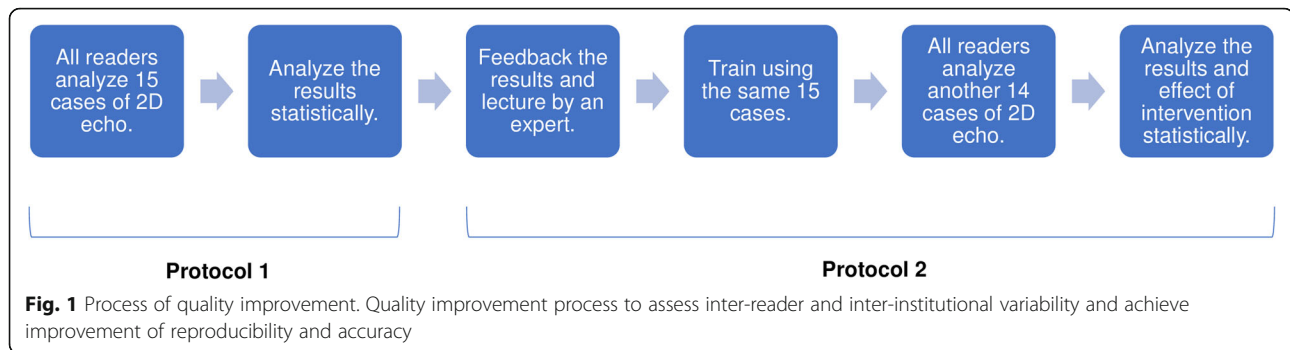 All readers
analyze 15
cases of 2D
echo.
Analyze the
results
statistically.
Feedback the
results and
lecture by an
expert.
Train using
the same 15
cases.
All readers
analyze
another 14
cases of 2D
echo.
Analyze the
results and
effect of
intervention
statistically.
Protocol 1
Protocol 2
Fig. 1 Process of quality improvement. Quality improvement process to assess inter-reader and inter-institutional variability and achieve
improvement of reproducibility and accuracy